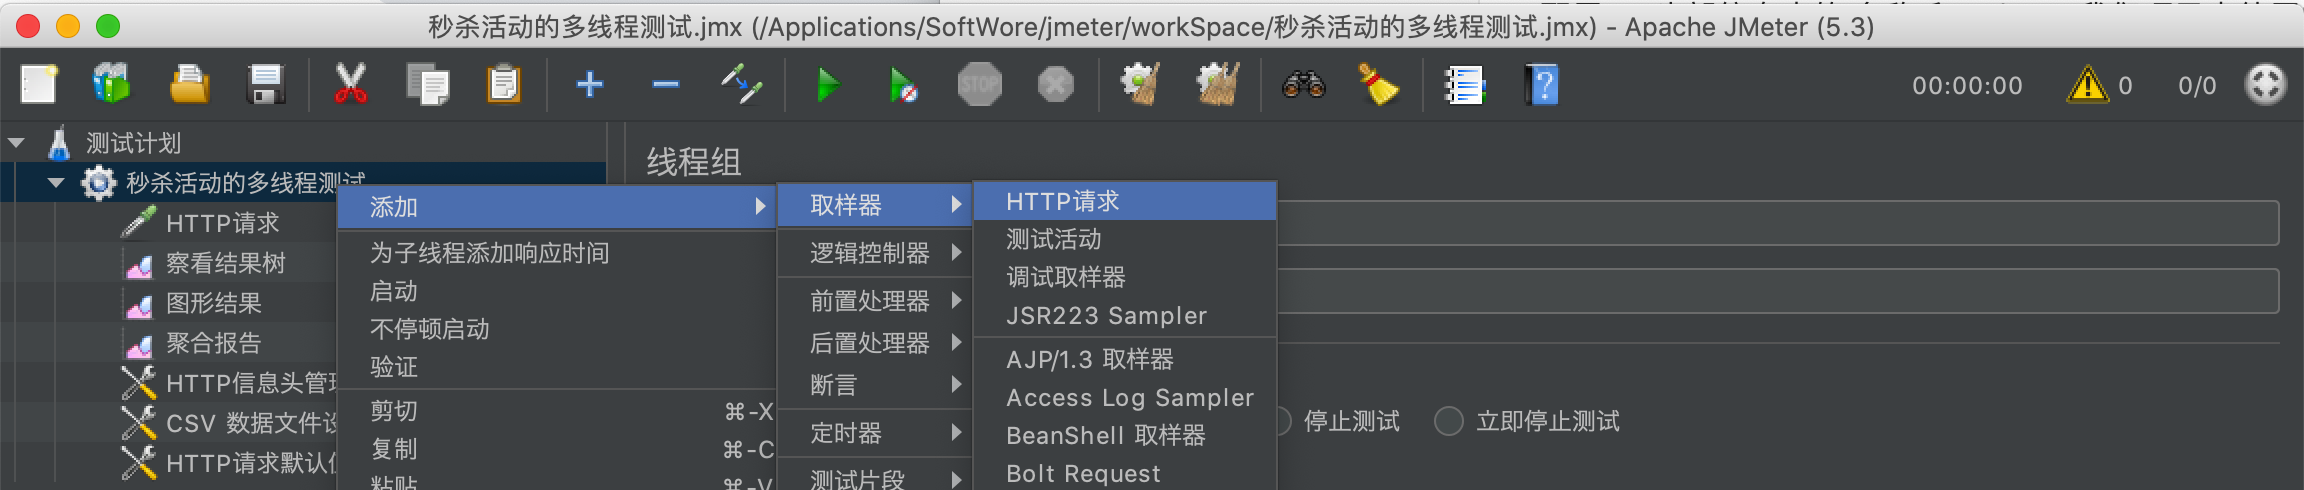 秒杀活动的多线程测试.jmx (/Applications/SoftWore/jmeter/workSpace/秒杀活动的多线程测试.jmx) - Apache JMeter (5.3)
STOP
00:00:00 0 0/0
测试计划
秒杀活动的多线程测试
HTTP请求
察看结果树
图形结果
聚合报告
HTTP信息头管
CSV 数据文件设
HTTP请求默认
线程组
添加
为子线程添加响应时间
启动
不停顿启动
验证
剪切 ⌘-X
复制 ⌘-C
粘贴 ⌘-V
取样器
逻辑控制器
前置处理器
后置处理器
断言
定时器
测试片段
HTTP请求
测试活动
调试取样器
JSR223 Sampler
AJP/1.3 取样器
Access Log Sampler
BeanShell 取样器
Bolt Request
停止测试 立即停止测试